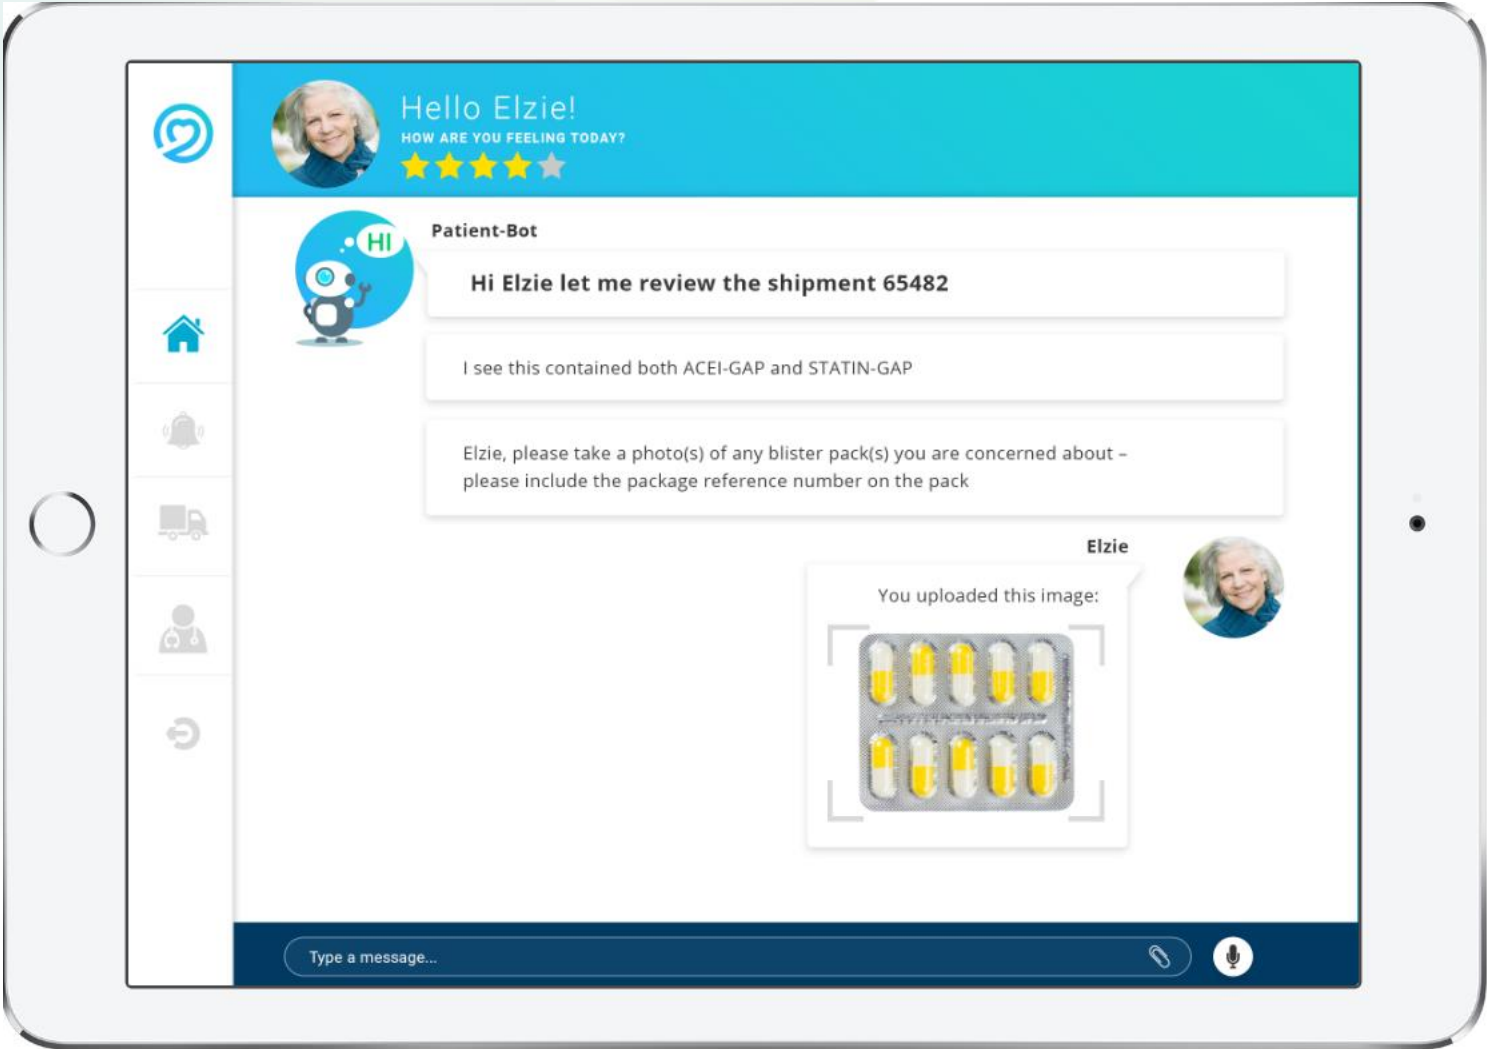 Hello Elzie!
HOW ARE YOU FEELING TODAY?
HI
Patient-Bot
Hi Elzie let me review the shipment 65482
I see this contained both ACEI-GAP and STATIN-GAP
Elzie, please take a photo(s) of any blister pack(s) you are concerned about –
please include the package reference number on the pack
Elzie
You uploaded this image:
Type a message...